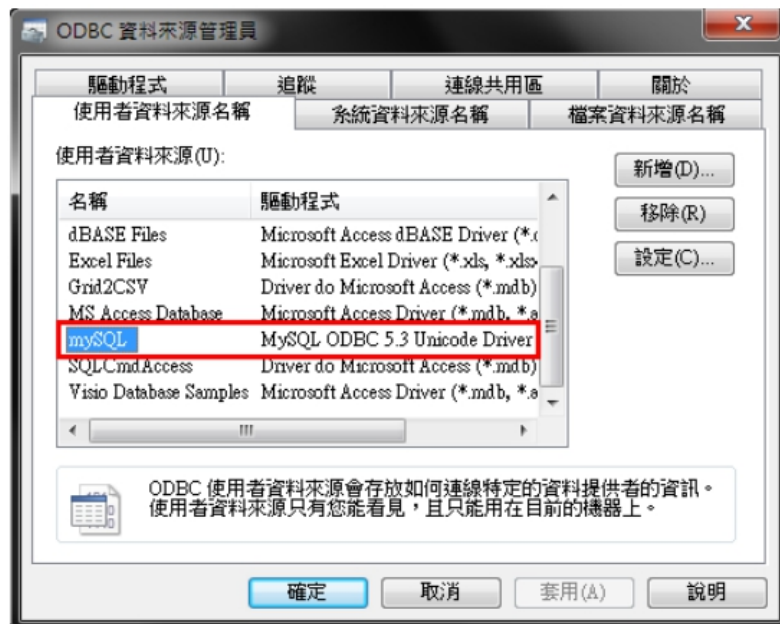 ODBC 資料來源管理員
驅動程式 追蹤 連線共用區 關於
使用者資料來源名稱 系統資料來源名稱 檔案資料來源名稱
使用者資料來源(U):
新增(D)...
移除(R)
設定(C)...
名稱 驅動程式
dBASE Files Microsoft Access dBASE Driver (*.
Excel Files Microsoft Excel Driver (*.xls, *.xls
Grid2CSV Driver do Microsoft Access (*.mdb)
MS Access Database Microsoft Access Driver (*.mdb, *.a
mySQL MySQL ODBC 5.3 Unicode Driver
SQLCmdAccess Driver do Microsoft Access (*.mdb)
Visio Database Samples Microsoft Access Driver (*.mdb, *.a
ODBC 使用者資料來源會存放如何連線特定的資料提供者的資訊。
使用者資料來源只有您能看見，且只能用在目前的機器上。
確定 取消 套用(A) 說明